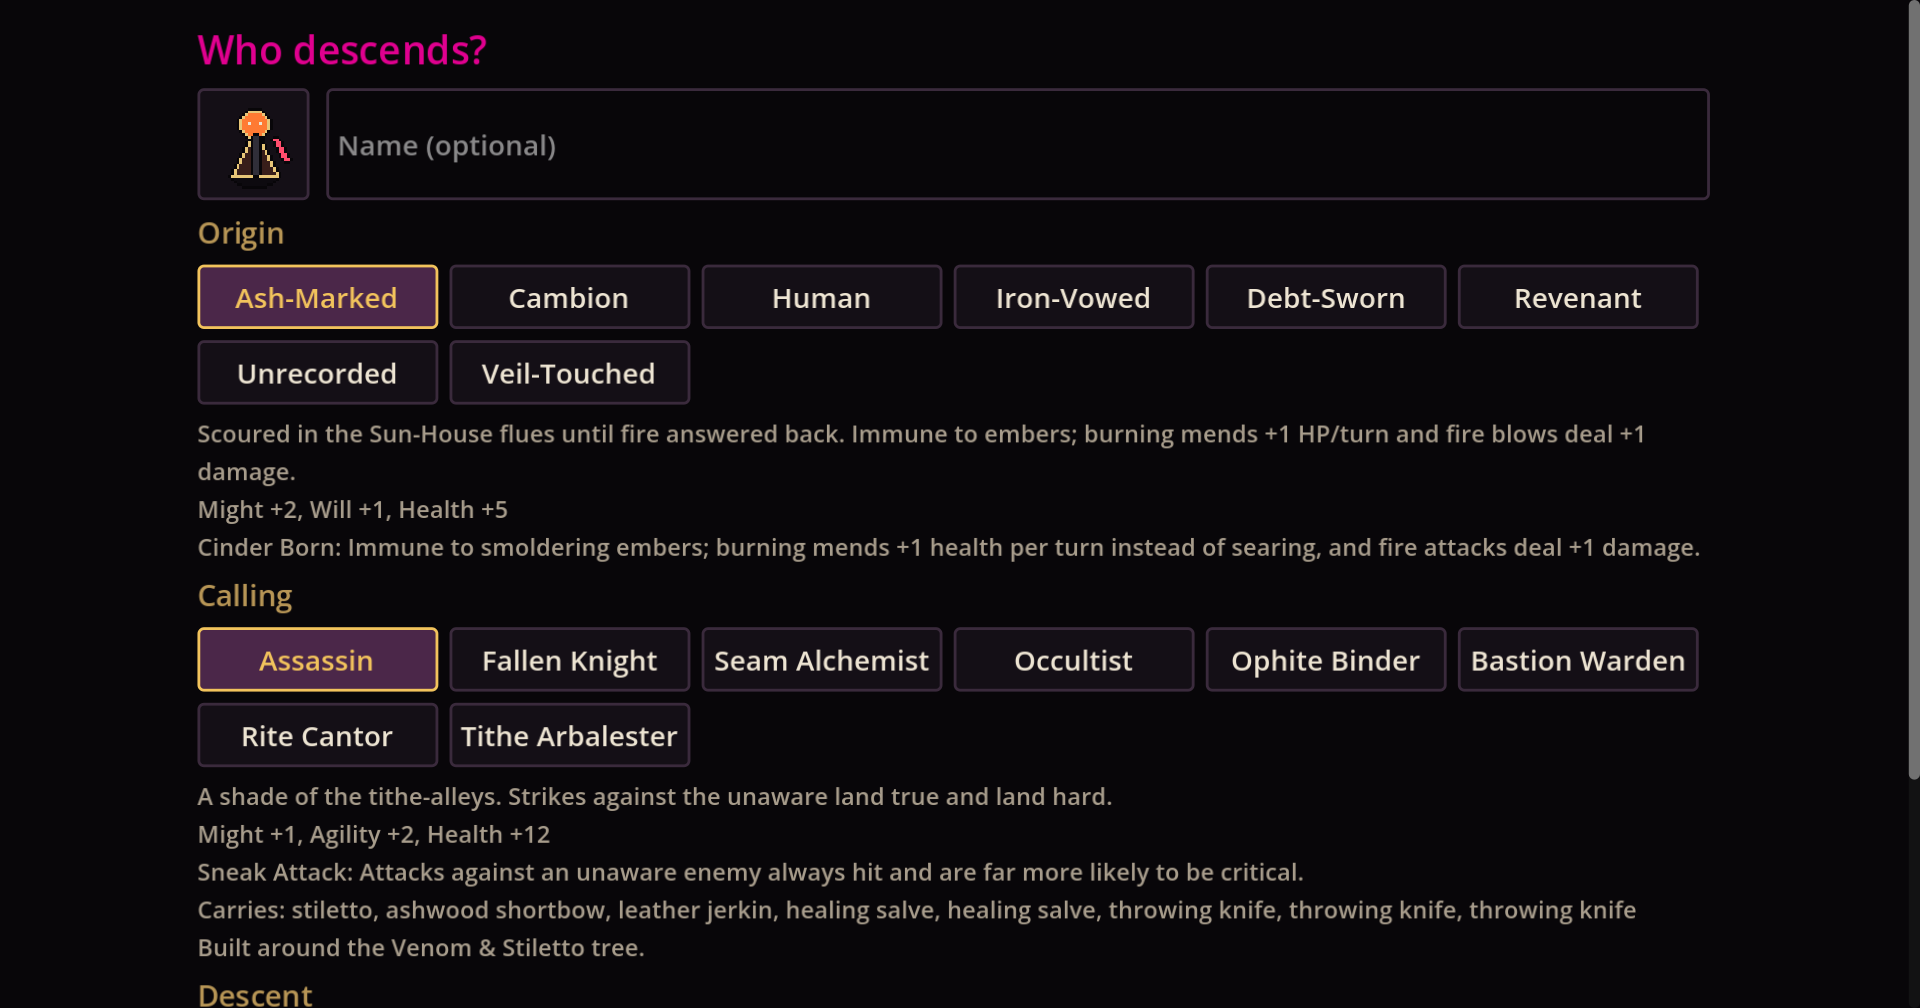 Who descends?
Name (optional)
Origin
Ash-Marked Cambion Human Iron-Vowed Debt-Sworn Revenant
Unrecorded Veil-Touched
Scoured in the Sun-House flues until fire answered back. Immune to embers; burning mends +1 HP/turn and fire blows deal +1
damage.
Might +2, Will +1, Health +5
Cinder Born: Immune to smoldering embers; burning mends +1 health per turn instead of searing, and fire attacks deal +1 damage.
Calling
Assassin Fallen Knight Seam Alchemist Occultist Ophite Binder Bastion Warden
Rite Cantor Tithe Arbalester
A shade of the tithe-alleys. Strikes against the unaware land true and land hard.
Might +1, Agility +2, Health +12
Sneak Attack: Attacks against an unaware enemy always hit and are far more likely to be critical.
Carries: stiletto, ashwood shortbow, leather jerkin, healing salve, healing salve, throwing knife, throwing knife, throwing knife
Built around the Venom & Stiletto tree.
Descent